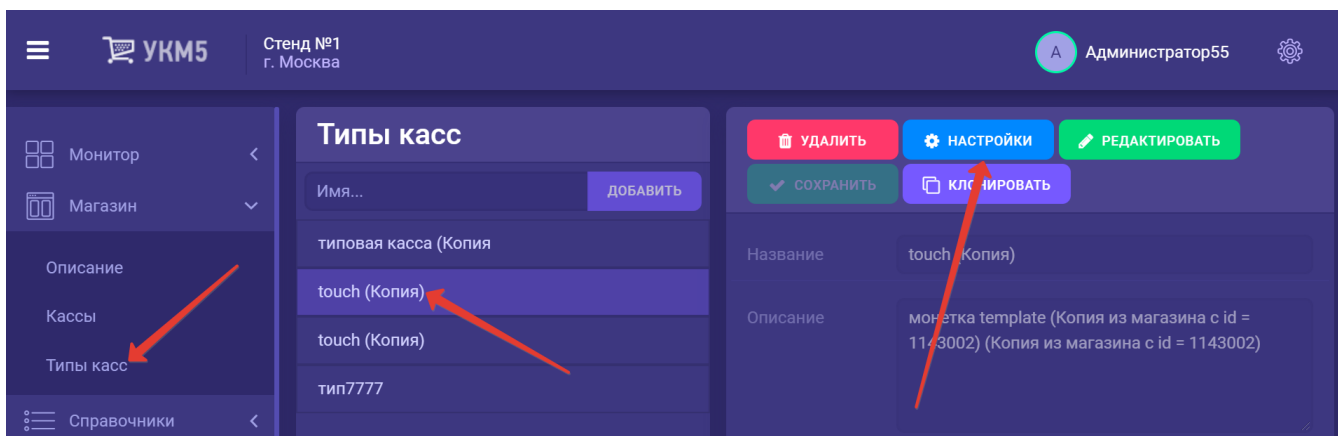 УКМ5
Стенд №1
г. Москва
А
Администратор55
Монитор
Магазин
Описание
Кассы
Типы касс
Справочники
Типы касс
Имя...
ДОБАВИТЬ
типовая касса (Копия
touch (Копия)
touch (Копия)
тип7777
УДАЛИТЬ
НАСТРОЙКИ
РЕДАКТИРОВАТЬ
СОХРАНИТЬ
КЛОНИРОВАТЬ
Название
touch (Копия)
Описание
монетка template (Копия из магазина с id =
1143002) (Копия из магазина с id = 1143002)